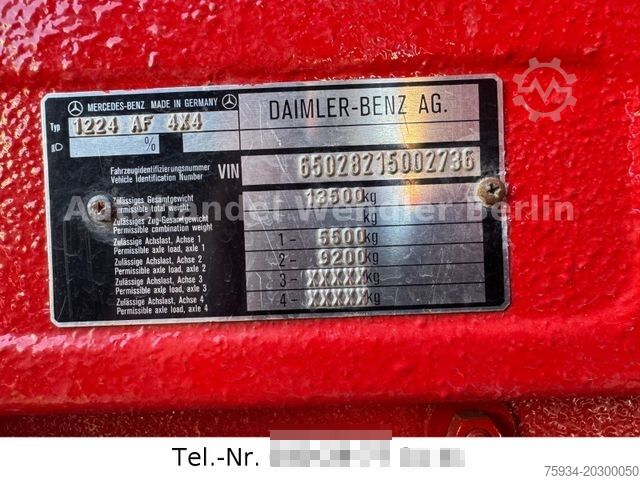 MERCEDES-BENZ MADE IN GERMANY
DAIMLER-BENZ AG.
Typ 1224 AF 4X4
%
Fahrzeugidentifizierungsnummer
Vehicle Identification Number
VIN 65028215002736
Zulässiges Gesamtgewicht
Permissible total weight
13500kg
Zulässiges Zug-Gesamtgewicht
Permissible combination weight
kg
Zulässige Achslast, Achse 1
Permissible axle load, axle 1
1- 5500kg
Zulässige Achslast, Achse 2
Permissible axle load, axle 2
2- 9200kg
Zulässige Achslast, Achse 3
Permissible axle load, axle 3
3-XXXXXkg
Zulässige Achslast, Achse 4
Permissible axle load, axle 4
4-XXXXXkg
Berlin
Tel.-Nr.
75934-20300050